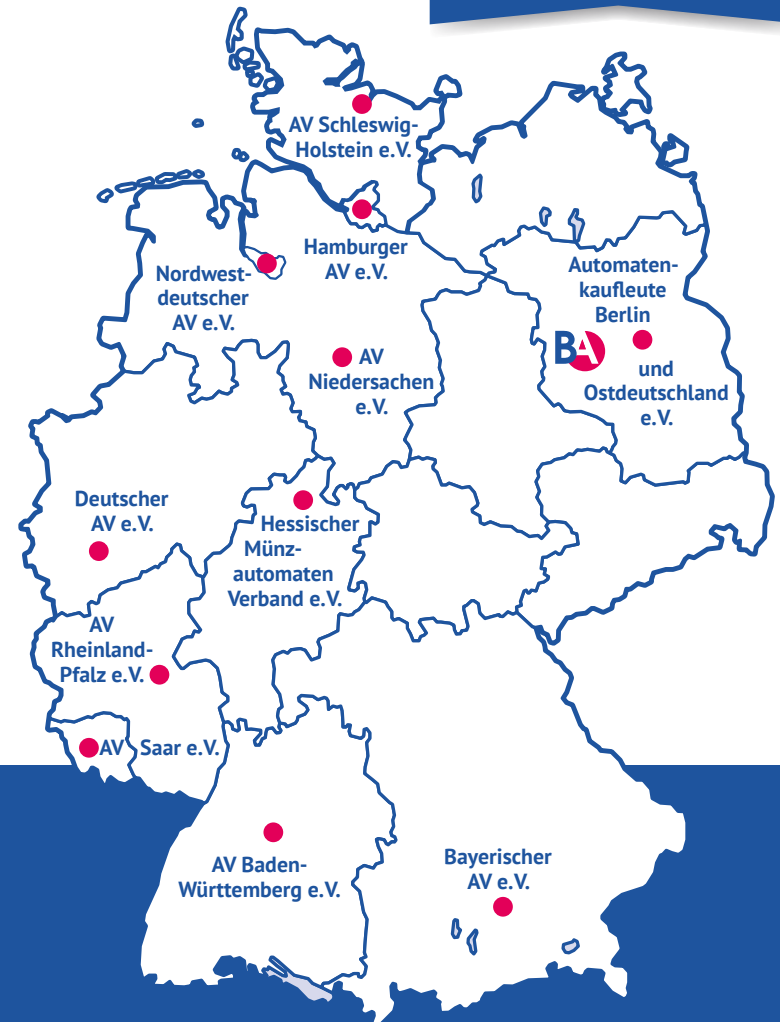 AV Schleswig-
Holstein e.V.
Hamburger
AV e.V.
Nordwest-
deutscher
AV e.V.
Automaten-
kaufleute
Berlin
BA
und
Ostdeutschland
e.V.
AV
Niedersachen
e.V.
Deutscher
AV e.V.
Hessischer
Münz-
automaten
Verband e.V.
AV
Rheinland-
Pfalz e.V.
AV Saar e.V.
AV Baden-
Württemberg e.V.
Bayerischer
AV e.V.